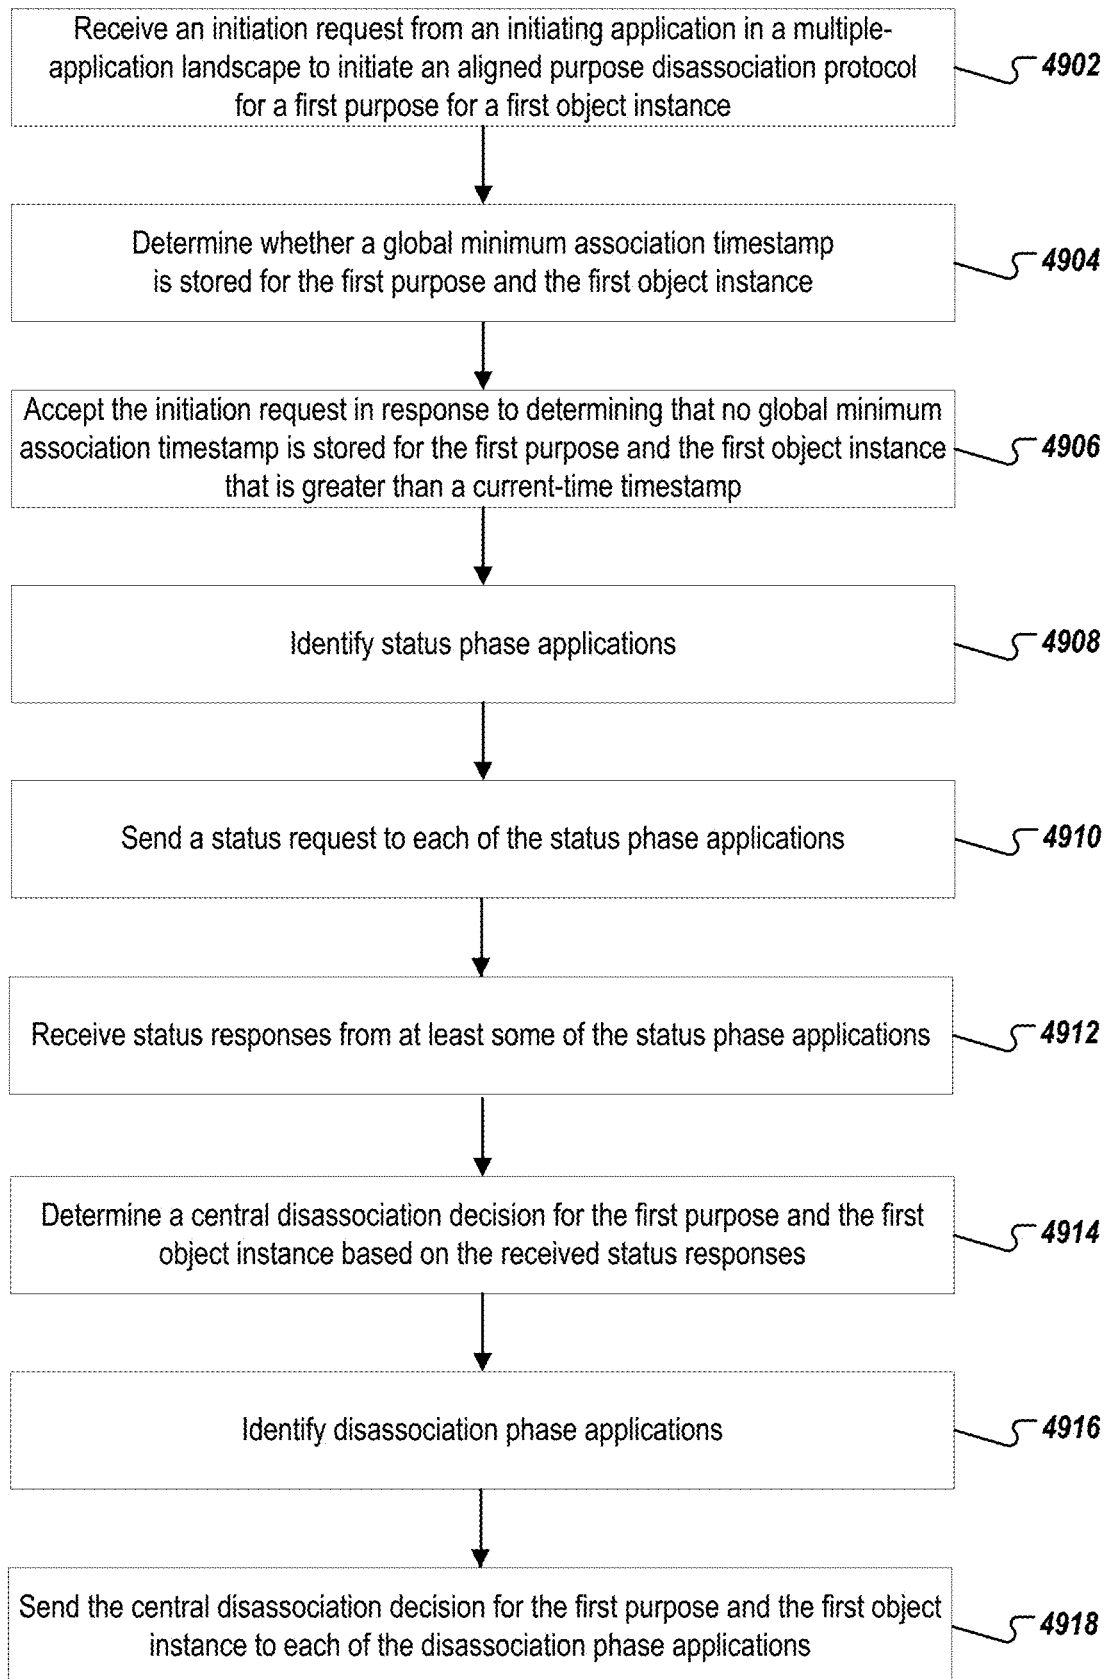 Receive an initiation request from an initiating application in a multiple-
application landscape to initiate an aligned purpose disassociation protocol
for a first purpose for a first object instance
4902
Determine whether a global minimum association timestamp
is stored for the first purpose and the first object instance
4904
Accept the initiation request in response to determining that no global minimum
association timestamp is stored for the first purpose and the first object instance
that is greater than a current-time timestamp
4906
Identify status phase applications
4908
Send a status request to each of the status phase applications
4910
Receive status responses from at least some of the status phase applications
4912
Determine a central disassociation decision for the first purpose and the first
object instance based on the received status responses
4914
Identify disassociation phase applications
4916
Send the central disassociation decision for the first purpose and the first object
instance to each of the disassociation phase applications
4918